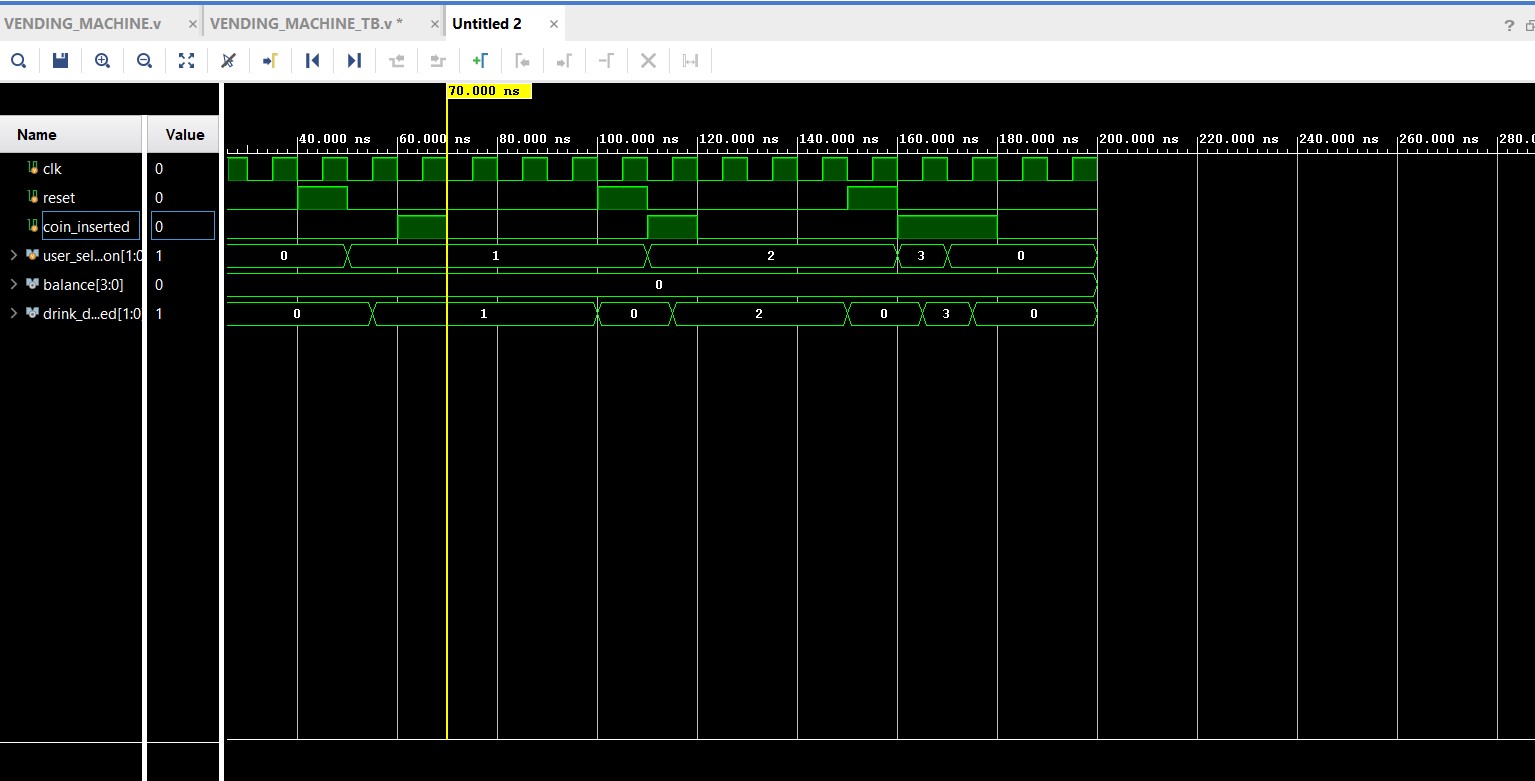 VENDING_MACHINE.v × VENDING_MACHINE_TB.v * × Untitled 2 ×
?
70.000 ns
Name Value
40.000 ns 60.000 ns 80.000 ns 100.000 ns 120.000 ns 140.000 ns 160.000 ns 180.000 ns 200.000 ns 220.000 ns 240.000 ns 260.000 ns 280.0
clk 0
reset 0
coin_inserted 0
user_sel...on[1:0 1 0 1 2 3 0
balance[3:0] 0 0
drink_d...ed[1:0 1 0 1 0 2 0 3 0